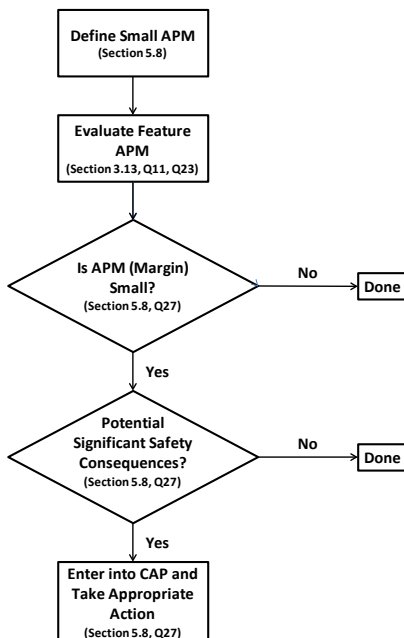 Define Small APM
(Section 5.8)
Evaluate Feature
APM
(Section 3.13, Q11, Q23)
Is APM (Margin)
Small?
(Section 5.8, Q27)
No
Done
Yes
Potential
Significant Safety
Consequences?
(Section 5.8, Q27)
No
Done
Yes
Enter into CAP and
Take Appropriate
Action
(Section 5.8, Q27)